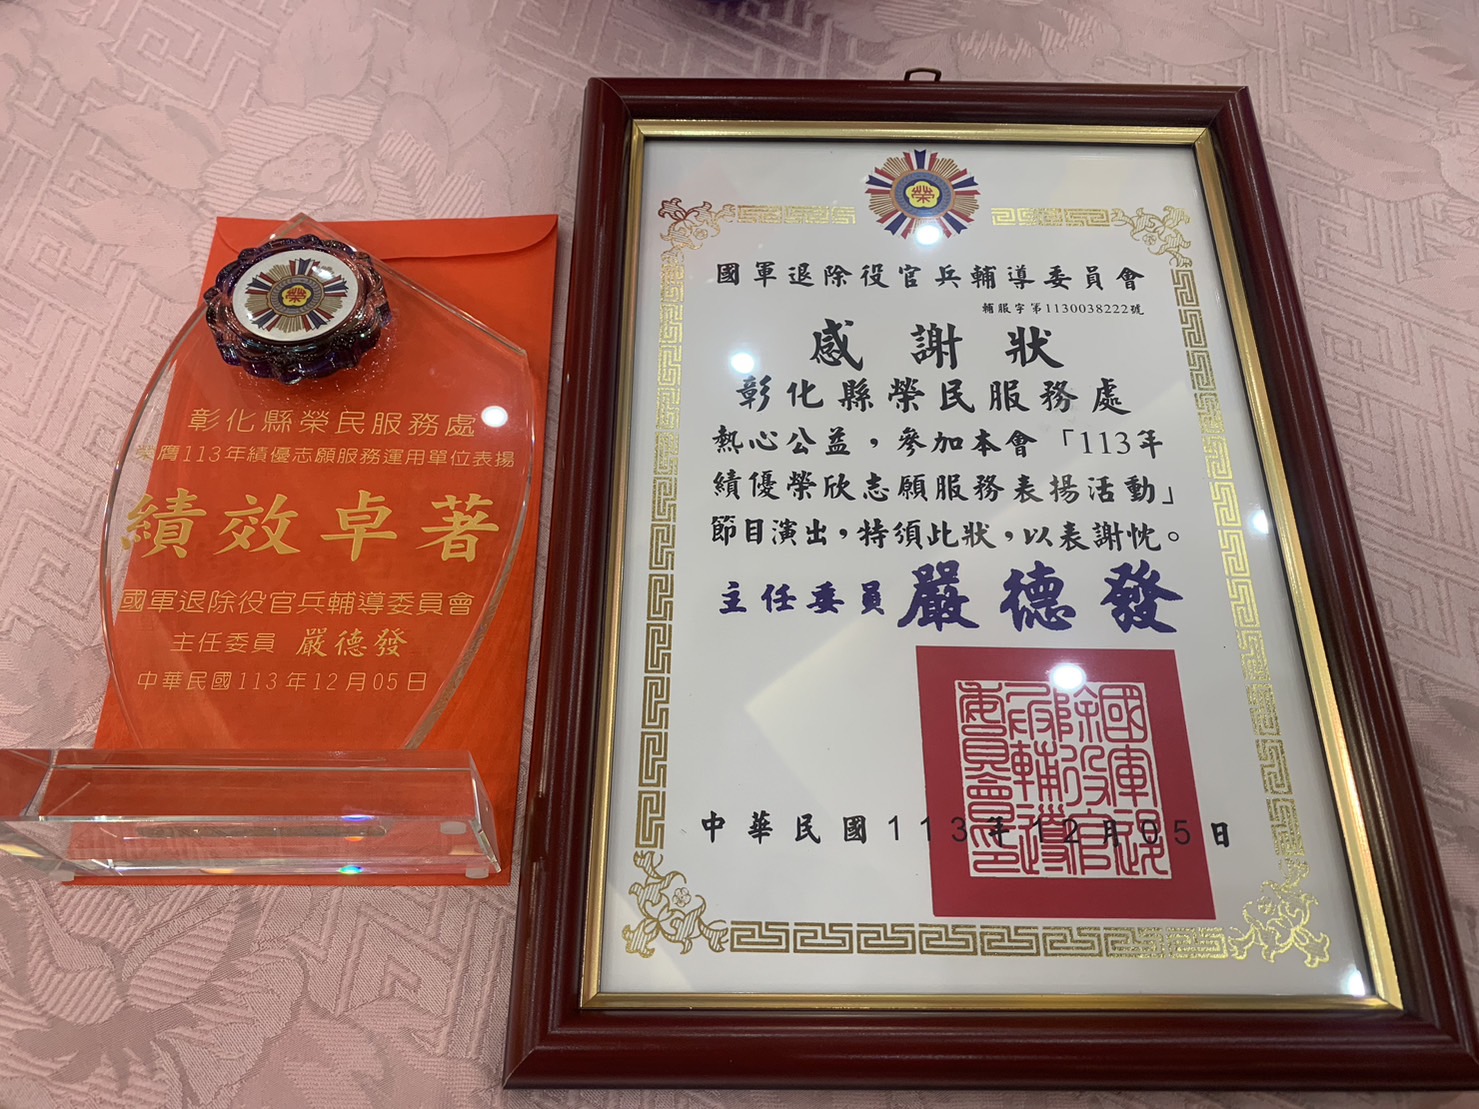 榮
彰化縣榮民服務處
榮膺113年績優志願服務運用單位表揚
績效卓著
國軍退除役官兵輔導委員會
主任委員 嚴德發
中華民國113年12月05日
榮
國軍退除役官兵輔導委員會
輔服字第1130038222號
感謝狀
彰化縣榮民服務處
熱心公益，參加本會「113年
績優榮欣志願服務表揚活動」
節目演出，特須此狀，以表謝忱。
主任委員 嚴德發
國軍退
除役官
兵輔導
委員會印
中華民國113年12月05日